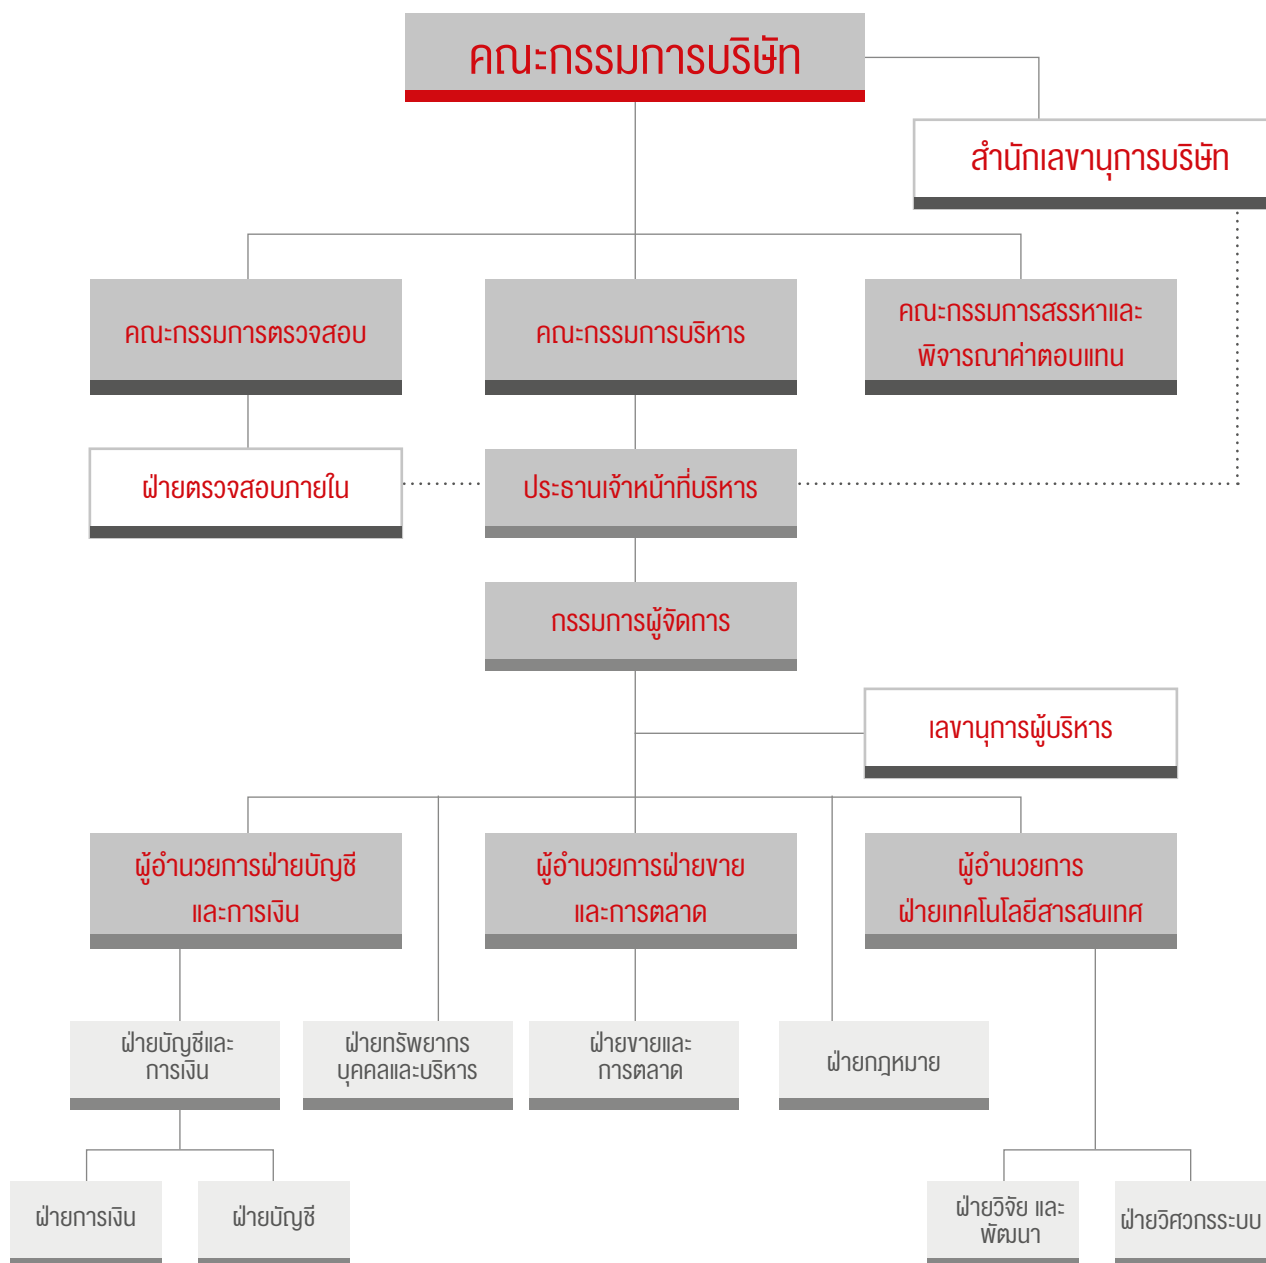 คณะกรรมการบริษัท
สำนักเลขานุการบริษัท
คณะกรรมการตรวจสอบ
คณะกรรมการบริหาร
คณะกรรมการสรรหาและ
พิจารณาค่าตอบแทน
ฝ่ายตรวจสอบภายใน
ประธานเจ้าหน้าที่บริหาร
กรรมการผู้จัดการ
เลขานุการผู้บริหาร
ผู้อำนวยการฝ่ายบัญชี
และการเงิน
ผู้อำนวยการฝ่ายขาย
และการตลาด
ผู้อำนวยการ
ฝ่ายเทคโนโลยีสารสนเทศ
ฝ่ายบัญชีและ
การเงิน
ฝ่ายทรัพยากร
บุคคลและบริหาร
ฝ่ายขายและ
การตลาด
ฝ่ายกฎหมาย
ฝ่ายการเงิน
ฝ่ายบัญชี
ฝ่ายวิจัย และ
พัฒนา
ฝ่ายวิศวกรระบบ